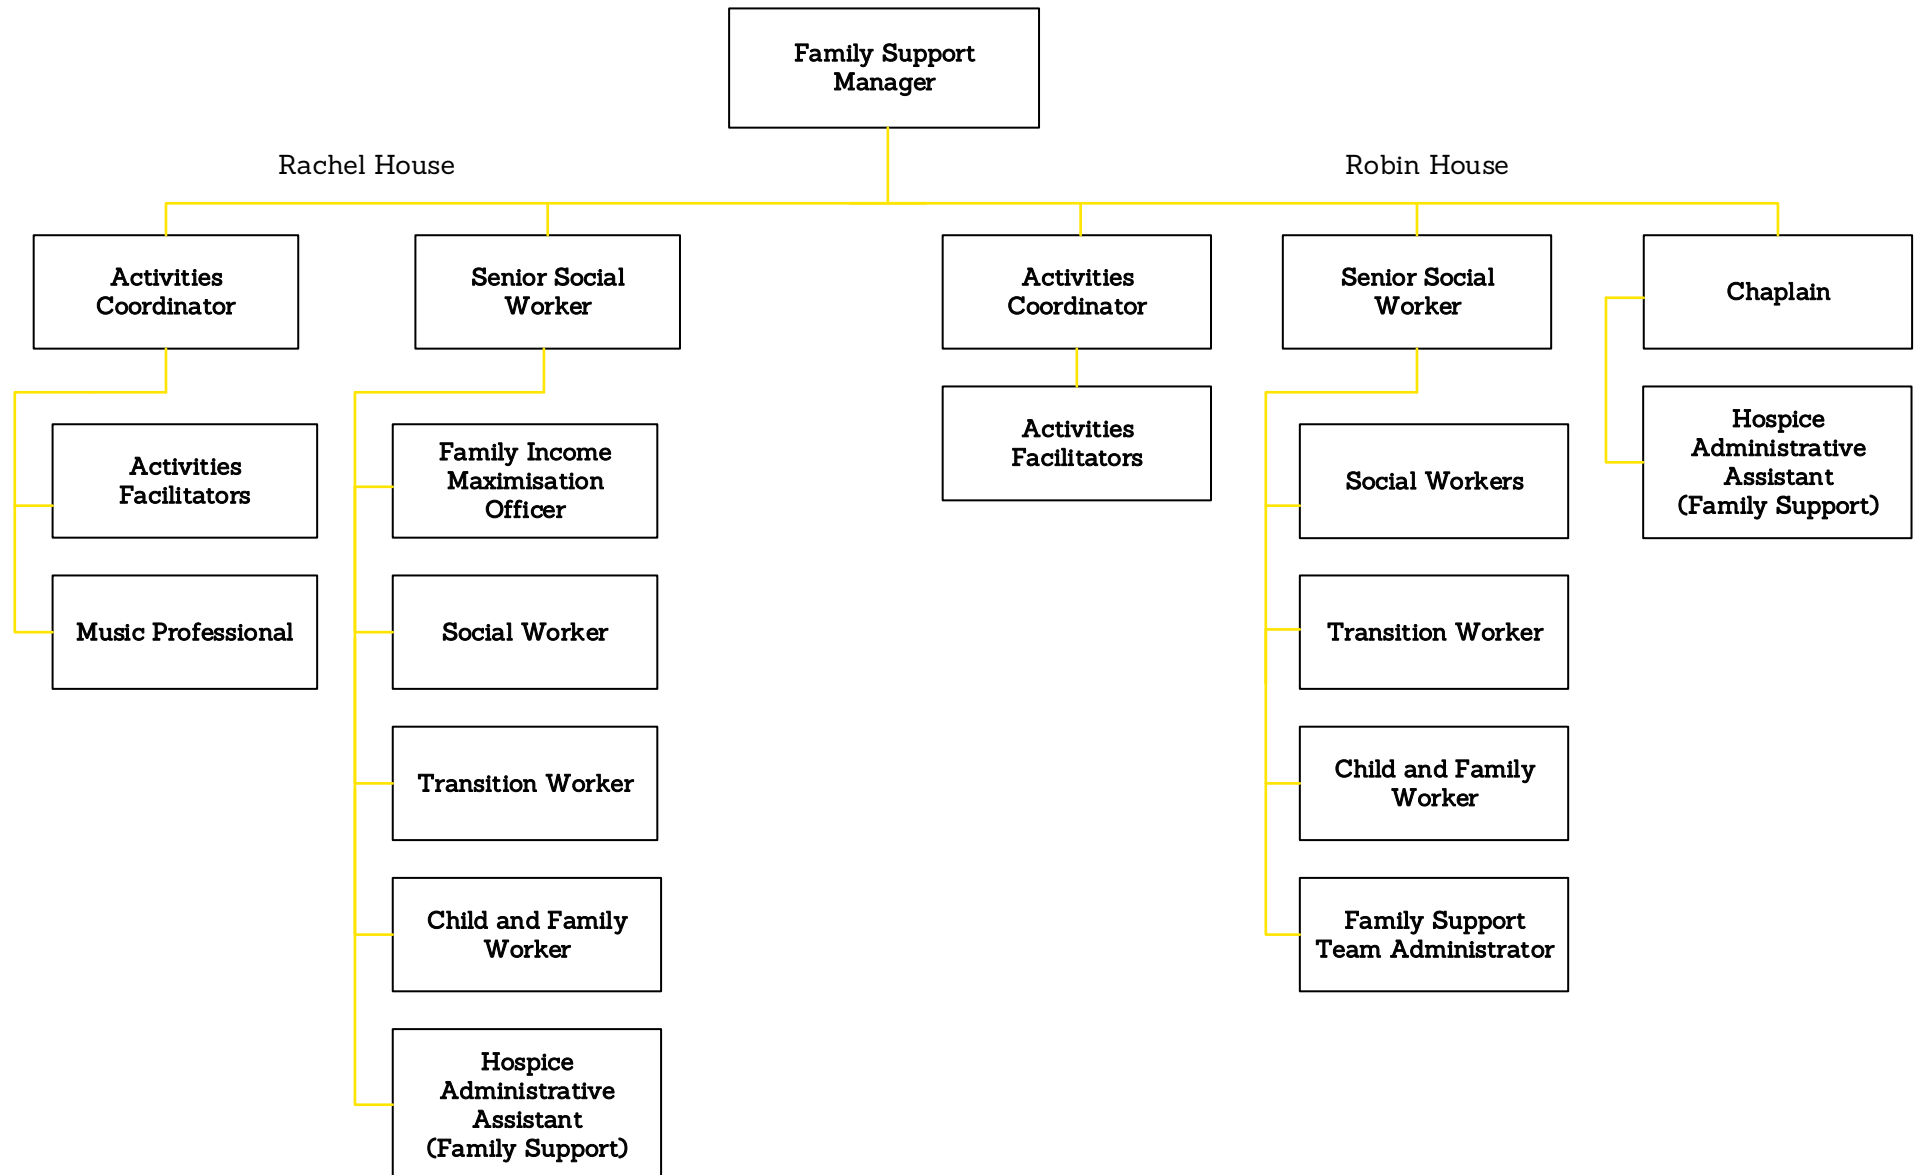 Family Support
Manager
Rachel House
Robin House
Activities
Coordinator
Senior Social
Worker
Activities
Coordinator
Senior Social
Worker
Chaplain
Activities
Facilitators
Music Professional
Family Income
Maximisation
Officer
Social Worker
Transition Worker
Child and Family
Worker
Hospice
Administrative
Assistant
(Family Support)
Activities
Facilitators
Social Workers
Transition Worker
Child and Family
Worker
Family Support
Team Administrator
Hospice
Administrative
Assistant
(Family Support)